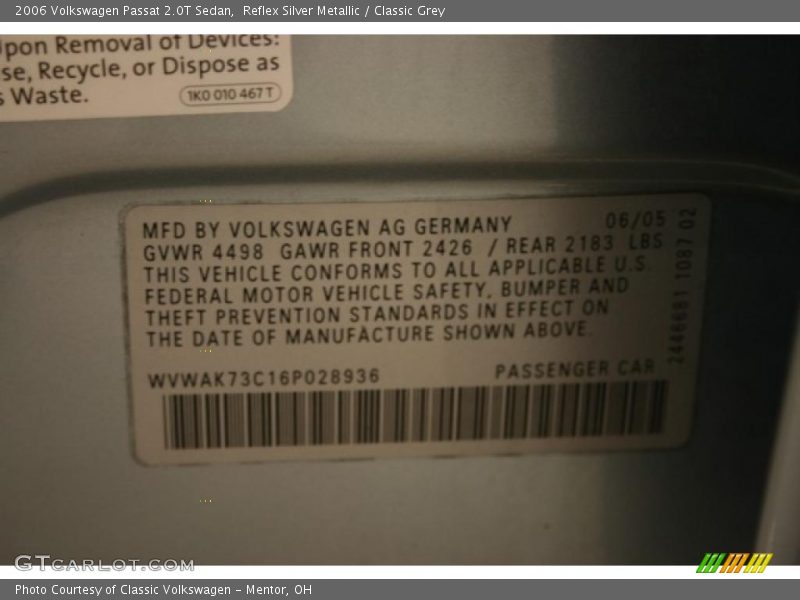 2006 Volkswagen Passat 2.0T Sedan,  Reflex Silver Metallic / Classic Grey
pon Removal of Devices:
se, Recycle, or Dispose as
s Waste.
1K0 010 467 T
MFD BY VOLKSWAGEN AG GERMANY 06/05
GVWR 4498 GAWR FRONT 2426 / REAR 2183 LBS
THIS VEHICLE CONFORMS TO ALL APPLICABLE U.S.
FEDERAL MOTOR VEHICLE SAFETY, BUMPER AND
THEFT PREVENTION STANDARDS IN EFFECT ON
THE DATE OF MANUFACTURE SHOWN ABOVE.
WVWAK73C16P028936 PASSENGER CAR
2446681 1087 02
GTCARLOT.COM
Photo Courtesy of Classic Volkswagen - Mentor, OH